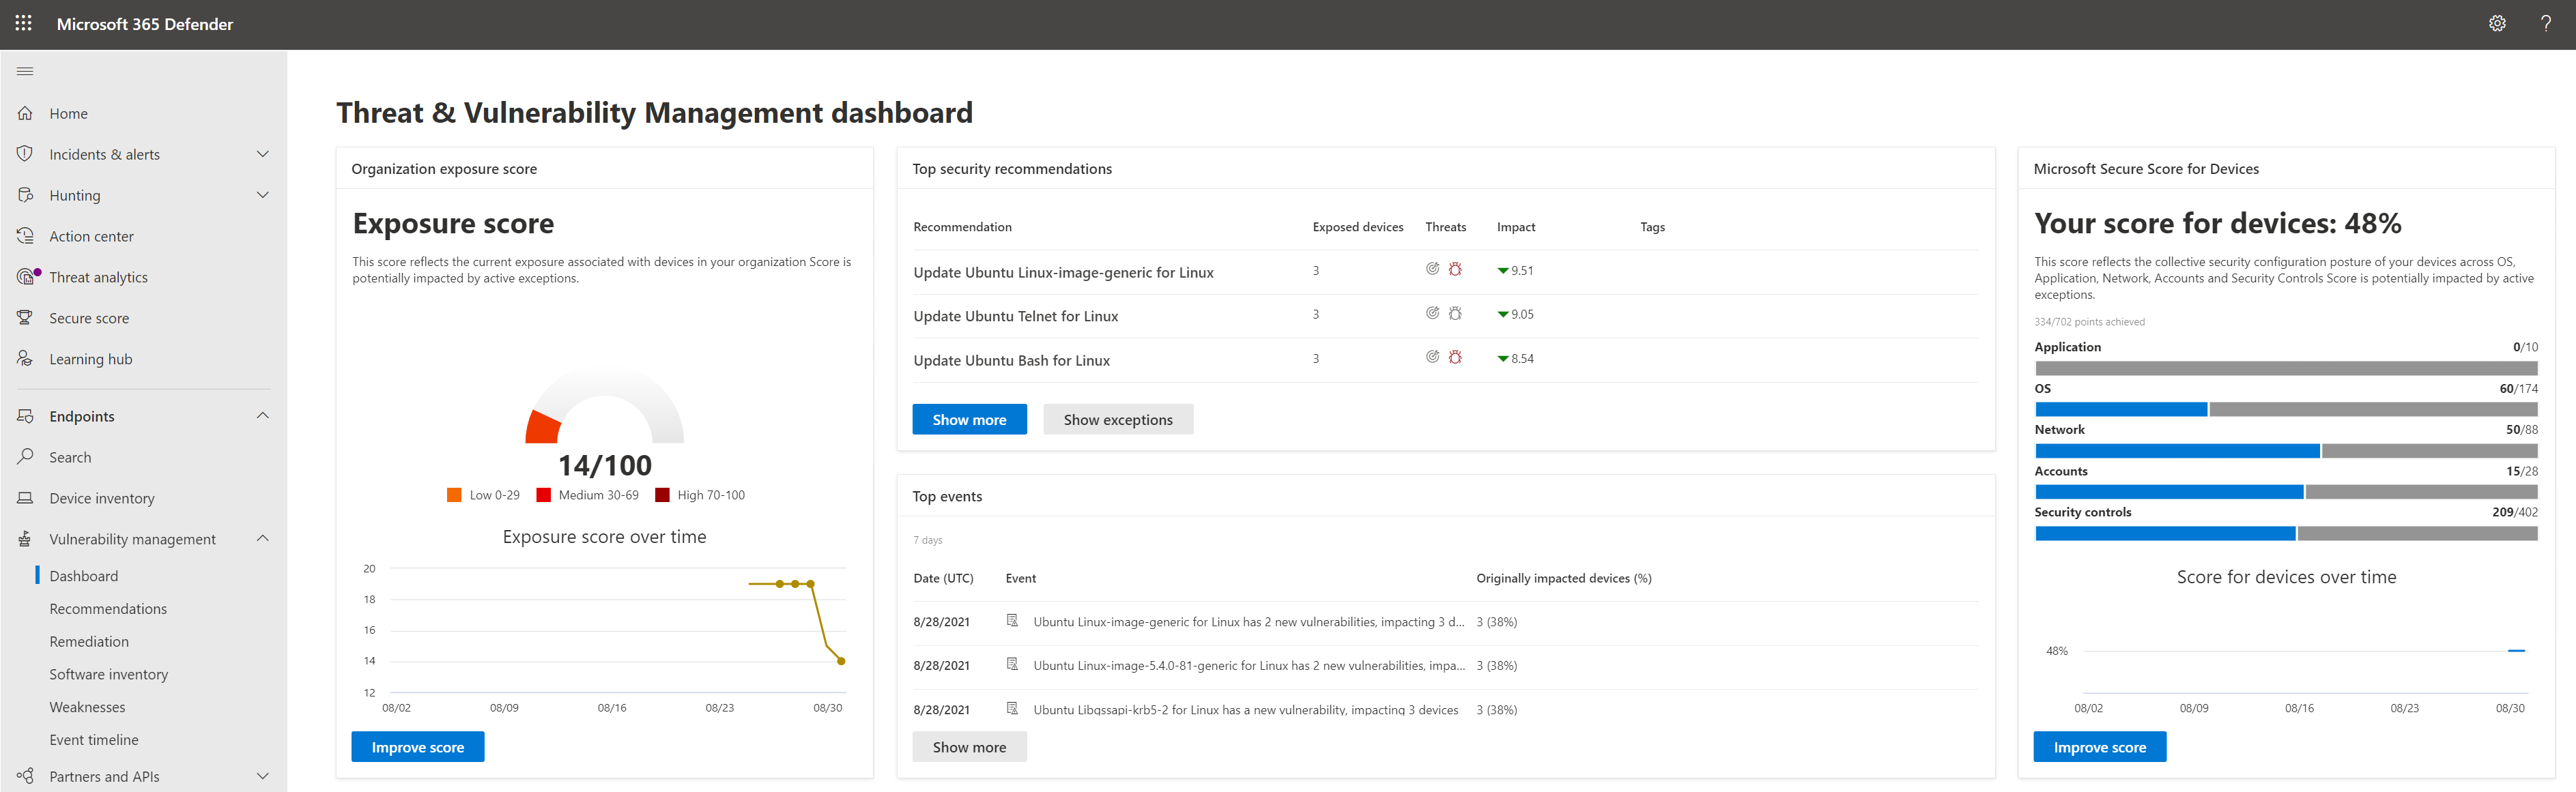 Microsoft 365 Defender
?
Home
Incidents & alerts
Hunting
Action center
Threat analytics
Secure score
Learning hub
Endpoints
Search
Device inventory
Vulnerability management
Dashboard
Recommendations
Remediation
Software inventory
Weaknesses
Event timeline
Partners and APIs
Threat & Vulnerability Management dashboard
Organization exposure score
Exposure score
This score reflects the current exposure associated with devices in your organization Score is
potentially impacted by active exceptions.
14/100
Low 0-29 Medium 30-69 High 70-100
Exposure score over time
20
18
16
14
12
08/02 08/09 08/16 08/23 08/30
Improve score
Top security recommendations
Recommendation Exposed devices Threats Impact Tags
Update Ubuntu Linux-image-generic for Linux 3 9.51
Update Ubuntu Telnet for Linux 3 9.05
Update Ubuntu Bash for Linux 3 8.54
Show more Show exceptions
Top events
7 days
Date (UTC) Event Originally impacted devices (%)
8/28/2021 Ubuntu Linux-image-generic for Linux has 2 new vulnerabilities, impacting 3 d... 3 (38%)
8/28/2021 Ubuntu Linux-image-5.4.0-81-generic for Linux has 2 new vulnerabilities, impa... 3 (38%)
8/28/2021 Ubuntu Libgssapi-krb5-2 for Linux has a new vulnerability, impacting 3 devices 3 (38%)
Show more
Microsoft Secure Score for Devices
Your score for devices: 48%
This score reflects the collective security configuration posture of your devices across OS,
Application, Network, Accounts and Security Controls Score is potentially impacted by active
exceptions.
334/702 points achieved
Application 0/10
OS 60/174
Network 50/88
Accounts 15/28
Security controls 209/402
Score for devices over time
48%
08/02 08/09 08/16 08/23 08/30
Improve score